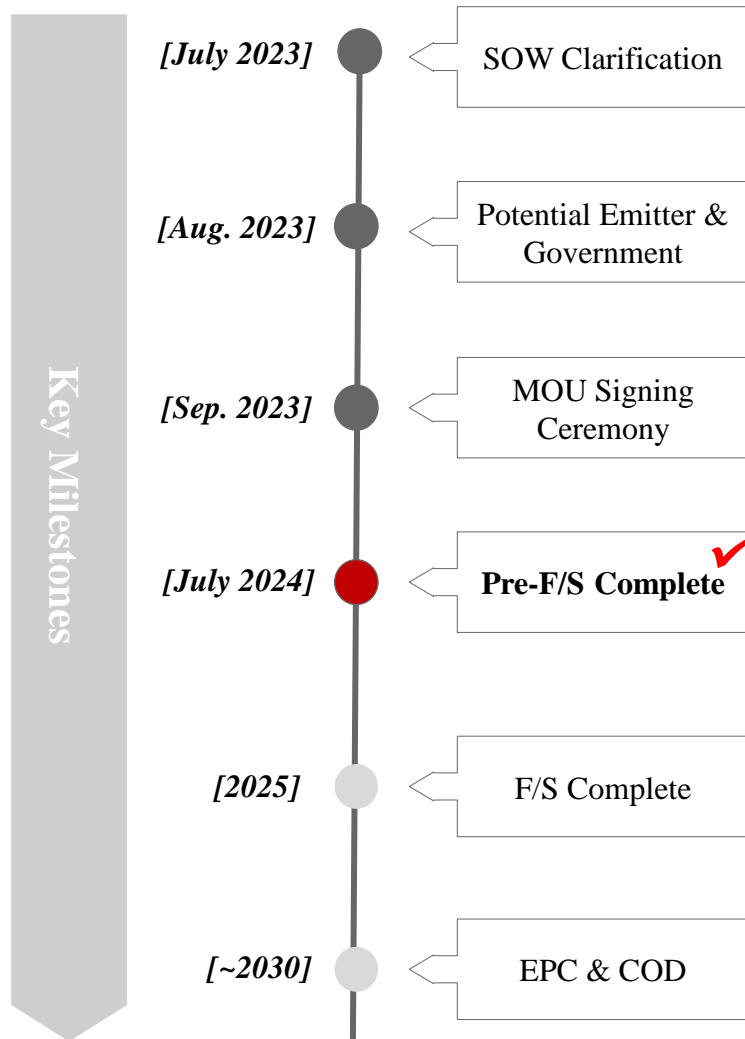 Key Milestones
[July 2023]
SOW Clarification
[Aug. 2023]
Potential Emitter &
Government
[Sep. 2023]
MOU Signing
Ceremony
[July 2024]
Pre-F/S Complete
[2025]
F/S Complete
[~2030]
EPC & COD